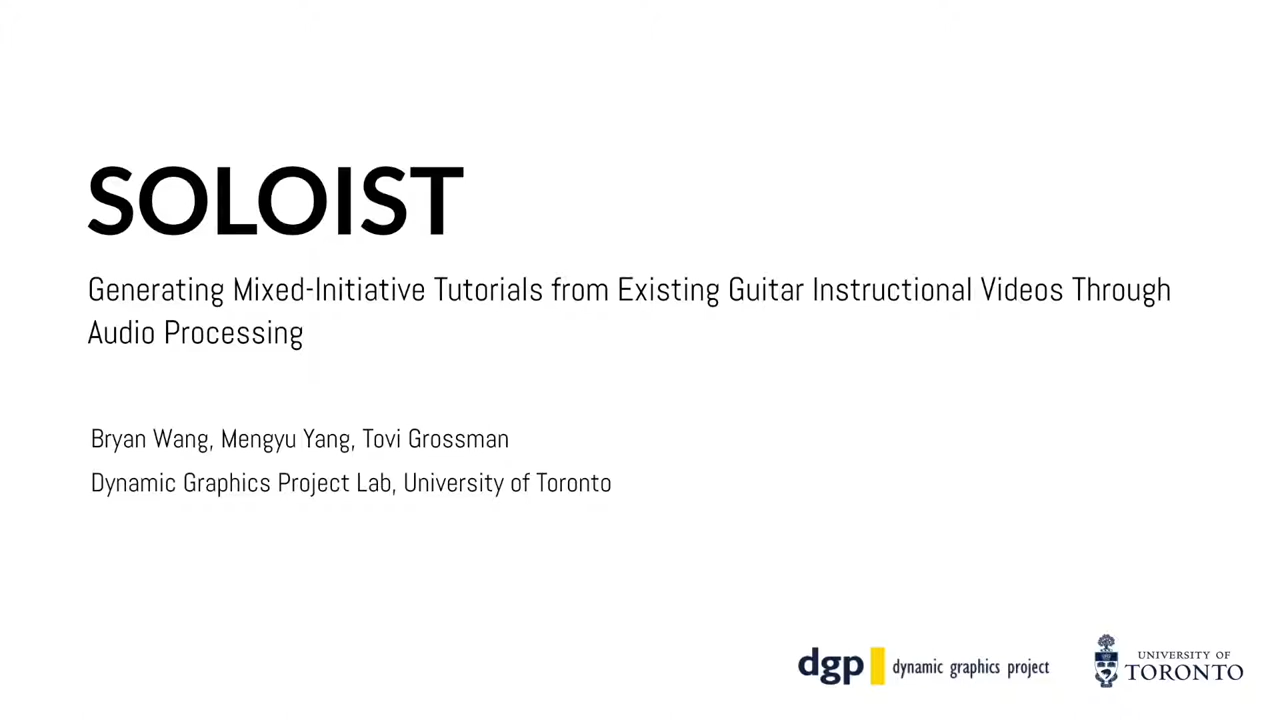 SOLOIST
Generating Mixed-Initiative Tutorials from Existing Guitar Instructional Videos Through
Audio Processing
Bryan Wang, Mengyu Yang, Tovi Grossman
Dynamic Graphics Project Lab, University of Toronto
dgp dynamic graphics project
UNIVERSITY OF
TORONTO